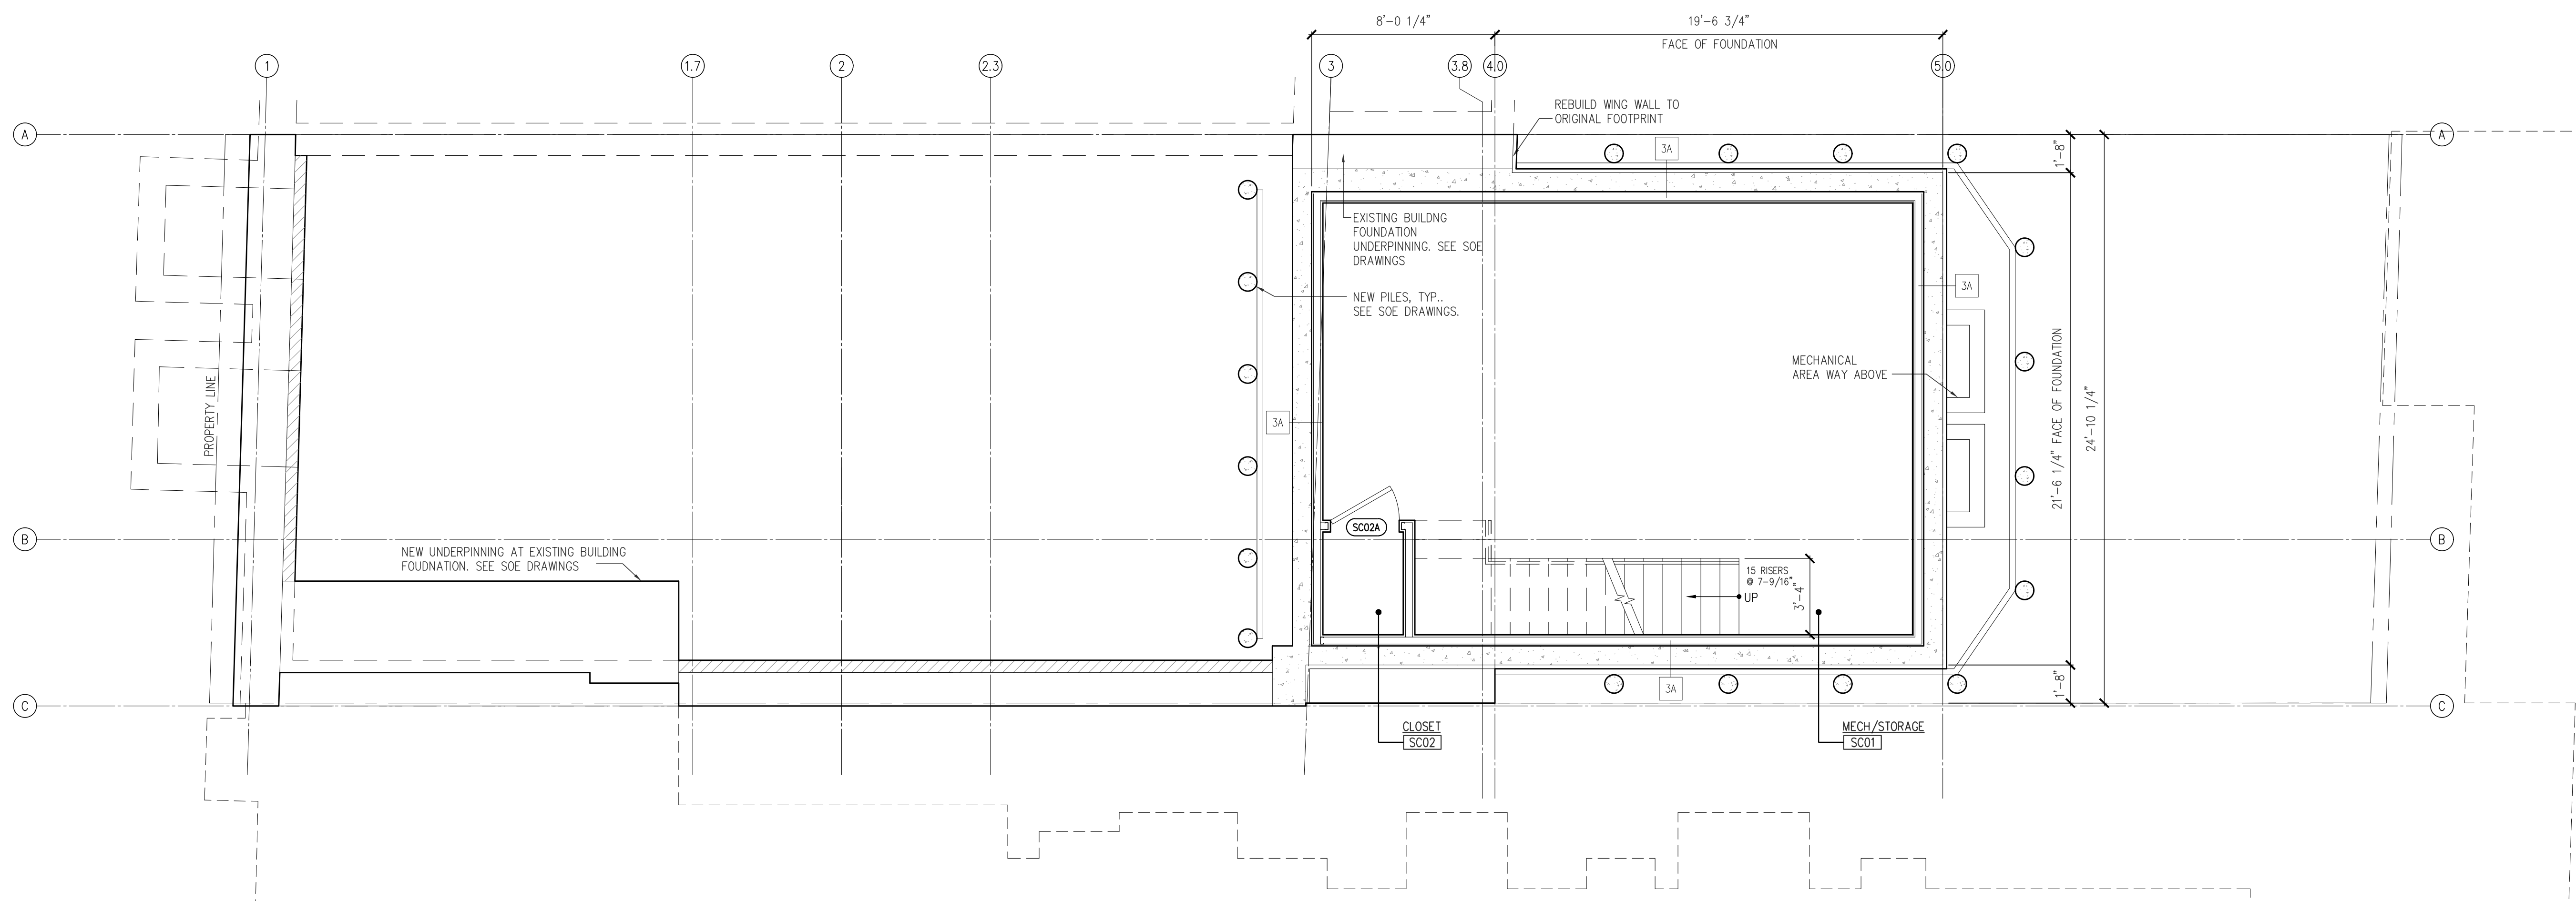 8'-0 1/4"
19'-6 3/4"
FACE OF FOUNDATION
1
1.7
2
2.3
3
3.8
4.0
5.0
A
A
REBUILD WING WALL TO
ORIGINAL FOOTPRINT
3A
1'-8"
EXISTING BUILDNG
FOUNDATION
UNDERPINNING. SEE SOE
DRAWINGS
NEW PILES, TYP..
SEE SOE DRAWINGS.
3A
MECHANICAL
AREA WAY ABOVE
PROPERTY LINE
3A
21'-6 1/4" FACE OF FOUNDATION
24'-10 1/4"
SC02A
B
B
NEW UNDERPINNING AT EXISTING BUILDING
FOUDNATION. SEE SOE DRAWINGS
15 RISERS
@ 7-9/16"
UP
3'-4"
3A
1'-8"
C
C
CLOSET
SC02
MECH/STORAGE
SC01